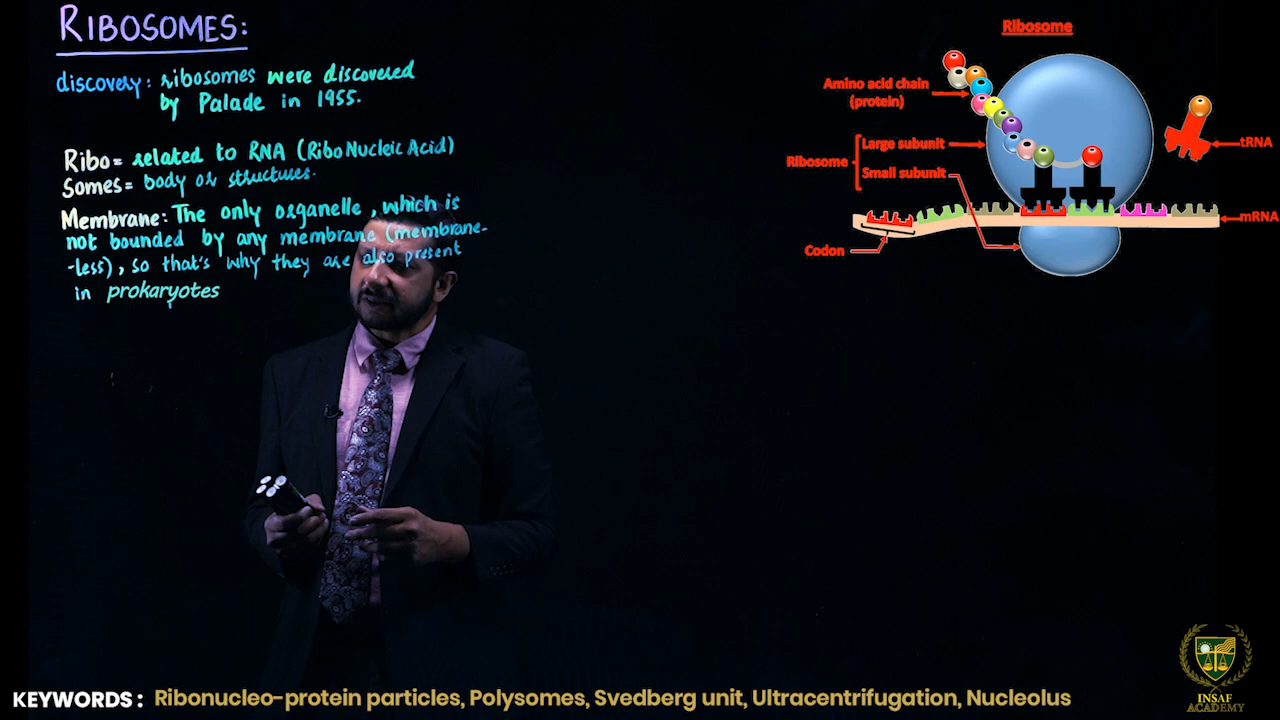 RIBOSOMES:
discovery: ribosomes were discovered
by Palade in 1955.
Ribo = related to RNA (Ribo Nucleic Acid)
Somes = body or structures.
Membrane: The only organelle, which is
not bounded by any membrane (membrane-
-less), so that's why they are also present
in prokaryotes
Ribosome
Amino acid chain
(protein)
Large subunit
Ribosome
Small subunit
tRNA
mRNA
Codon
INSAF
ACADEMY
KEYWORDS : Ribonucleo-protein particles, Polysomes, Svedberg unit, Ultracentrifugation, Nucleolus